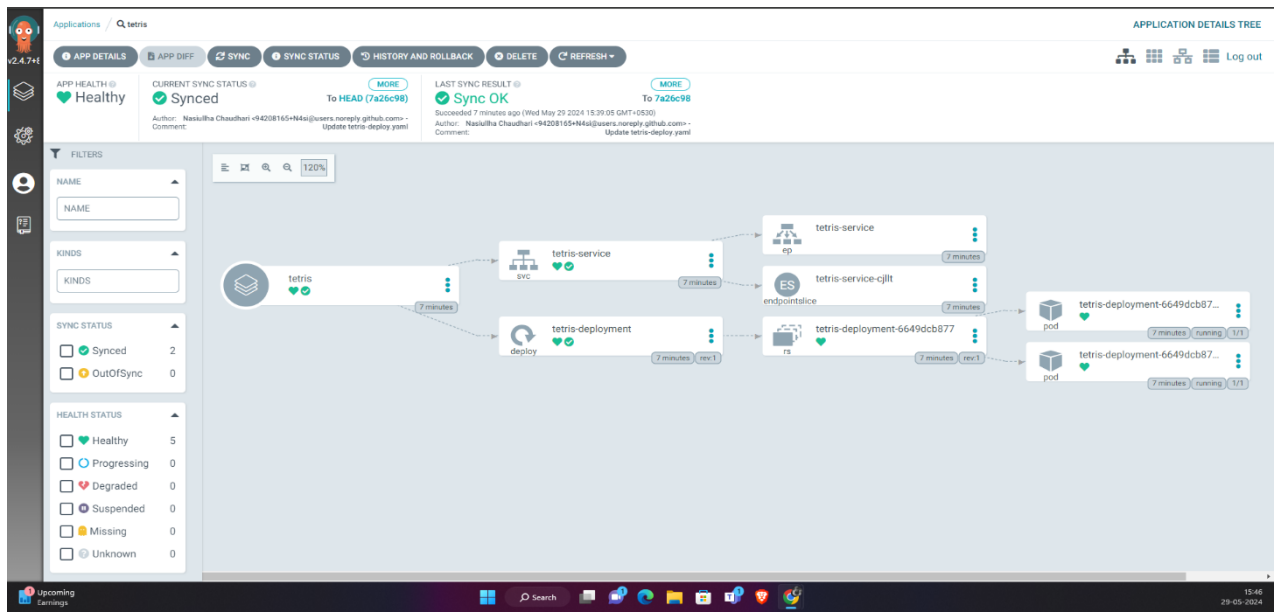 Applications / tetris
APPLICATION DETAILS TREE
v2.4.7+8
APP DETAILS APP DIFF SYNC SYNC STATUS HISTORY AND ROLLBACK DELETE REFRESH
Log out
APP HEALTH
Healthy
CURRENT SYNC STATUS MORE
Synced To HEAD (7a26c98)
Author: Nasiullha Chaudhari <94208165+N4si@users.noreply.github.com> -
Comment: Update tetris-deploy.yaml
LAST SYNC RESULT MORE
Sync OK To 7a26c98
Succeeded 7 minutes ago (Wed May 29 2024 15:39:05 GMT+0530)
Author: Nasiullha Chaudhari <94208165+N4si@users.noreply.github.com> -
Comment: Update tetris-deploy.yaml
FILTERS
NAME
NAME
KINDS
KINDS
SYNC STATUS
Synced 2
OutOfSync 0
HEALTH STATUS
Healthy 5
Progressing 0
Degraded 0
Suspended 0
Missing 0
Unknown 0
120%
tetris
7 minutes
tetris-service
svc
7 minutes
tetris-deployment
deploy
7 minutes rev:1
tetris-service
ep
7 minutes
ES
tetris-service-cjllt
endpointslice
7 minutes
tetris-deployment-6649dcb877
rs
7 minutes rev:1
tetris-deployment-6649dcb87...
pod
7 minutes running 1/1
tetris-deployment-6649dcb87...
pod
7 minutes running 1/1
1
Upcoming
Earnings
Search
15:46
29-05-2024